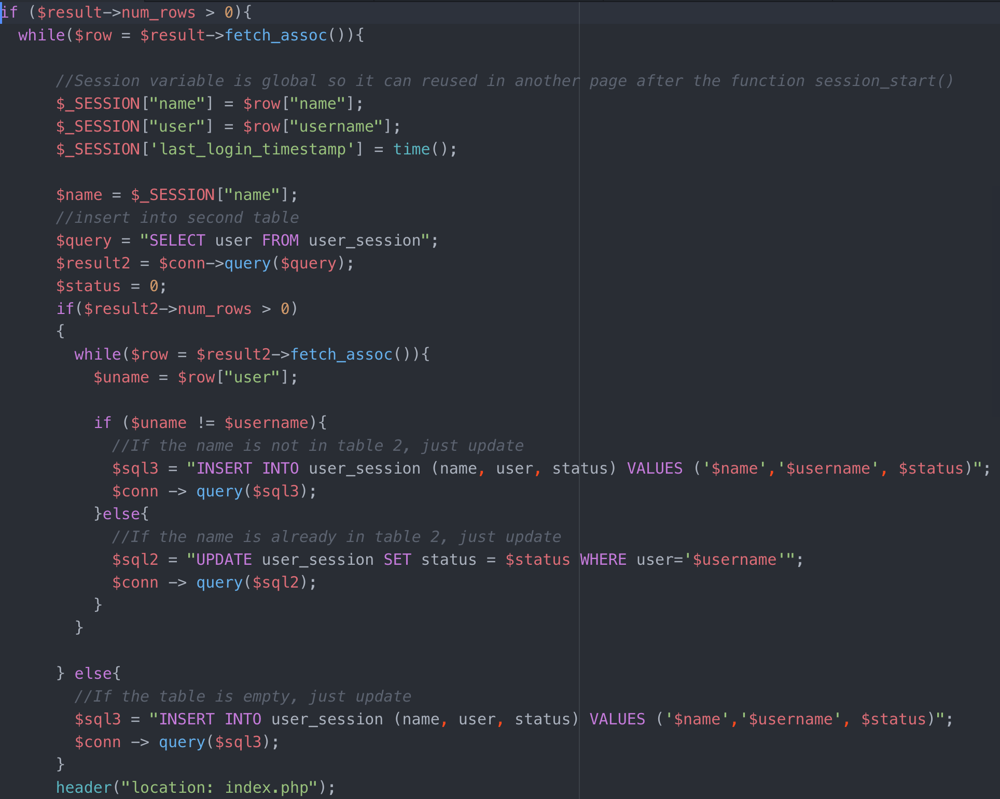 if ($result->num_rows > 0){
  while($row = $result->fetch_assoc()){
      //Session variable is global so it can reused in another page after the function session_start()
      $_SESSION["name"] = $row["name"];
      $_SESSION["user"] = $row["username"];
      $_SESSION['last_login_timestamp'] = time();
      $name = $_SESSION["name"];
      //insert into second table
      $query = "SELECT user FROM user_session";
      $result2 = $conn->query($query);
      $status = 0;
      if($result2->num_rows > 0)
      {
        while($row = $result2->fetch_assoc()){
          $uname = $row["user"];
          if ($uname != $username){
            //If the name is not in table 2, just update
            $sql3 = "INSERT INTO user_session (name, user, status) VALUES ('$name','$username', $status)";
            $conn -> query($sql3);
          }else{
            //If the name is already in table 2, just update
            $sql2 = "UPDATE user_session SET status = $status WHERE user='$username'";
            $conn -> query($sql2);
          }
        }
      } else{
        //If the table is empty, just update
        $sql3 = "INSERT INTO user_session (name, user, status) VALUES ('$name','$username', $status)";
        $conn -> query($sql3);
      }
      header("location: index.php");